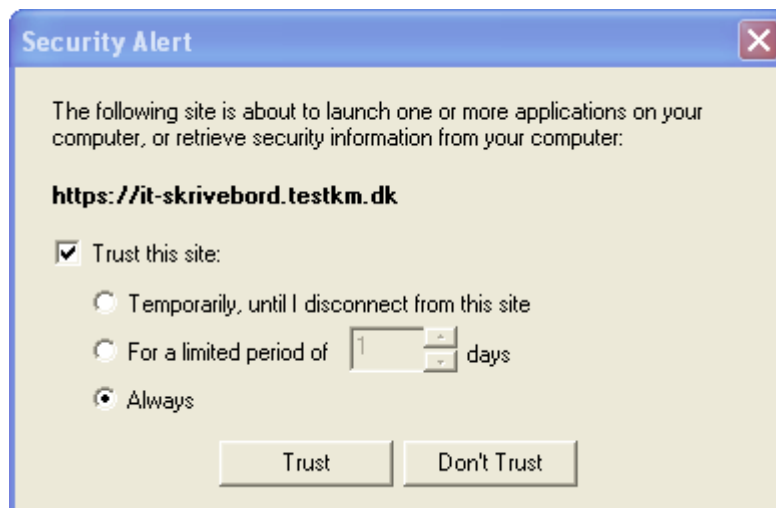 Security Alert
The following site is about to launch one or more applications on your
computer, or retrieve security information from your computer:
https://it-skrivebord.testkm.dk
Trust this site:
Temporarily, until I disconnect from this site
For a limited period of 1 days
Always
Trust Don't Trust